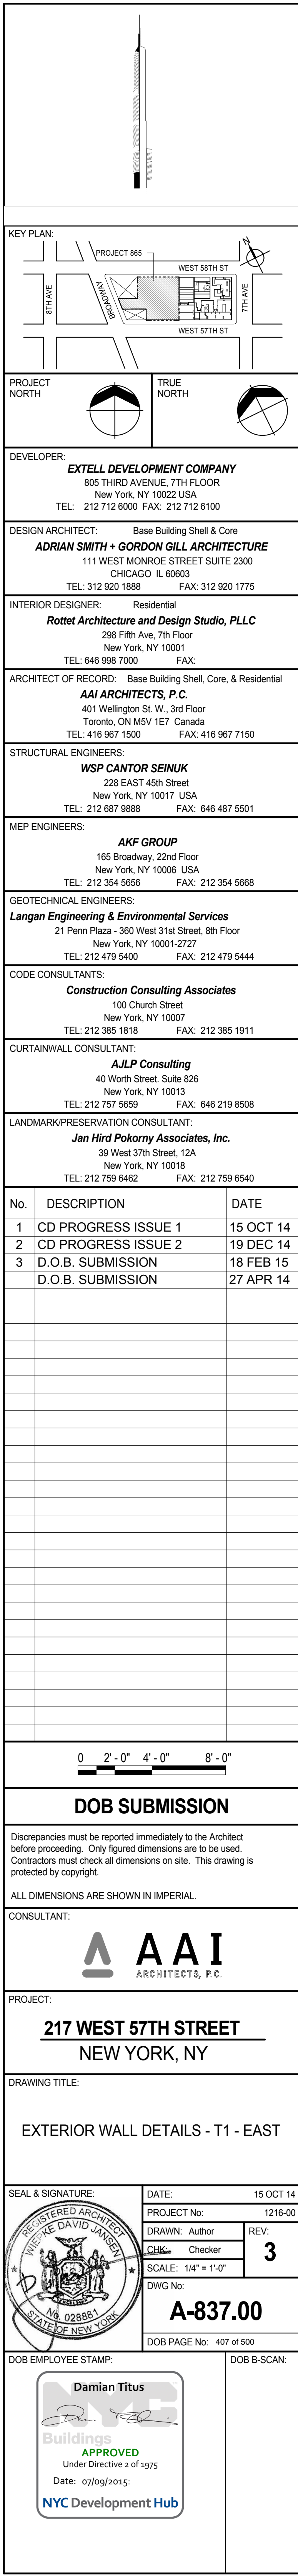 KEY PLAN:
N
PROJECT 865
WEST 58TH ST
8TH AVE
BROADWAY
7TH AVE
WEST 57TH ST
PROJECT
NORTH
TRUE
NORTH
DEVELOPER:
EXTELL DEVELOPMENT COMPANY
805 THIRD AVENUE, 7TH FLOOR
New York, NY 10022 USA
TEL: 212 712 6000 FAX: 212 712 6100
DESIGN ARCHITECT: Base Building Shell & Core
ADRIAN SMITH + GORDON GILL ARCHITECTURE
111 WEST MONROE STREET SUITE 2300
CHICAGO IL 60603
TEL: 312 920 1888 FAX: 312 920 1775
INTERIOR DESIGNER: Residential
Rottet Architecture and Design Studio, PLLC
298 Fifth Ave, 7th Floor
New York, NY 10001
TEL: 646 998 7000 FAX:
ARCHITECT OF RECORD: Base Building Shell, Core, & Residential
AAI ARCHITECTS, P.C.
401 Wellington St. W., 3rd Floor
Toronto, ON M5V 1E7 Canada
TEL: 416 967 1500 FAX: 416 967 7150
STRUCTURAL ENGINEERS:
WSP CANTOR SEINUK
228 EAST 45th Street
New York, NY 10017 USA
TEL: 212 687 9888 FAX: 646 487 5501
MEP ENGINEERS:
AKF GROUP
165 Broadway, 22nd Floor
New York, NY 10006 USA
TEL: 212 354 5656 FAX: 212 354 5668
GEOTECHNICAL ENGINEERS:
Langan Engineering & Environmental Services
21 Penn Plaza - 360 West 31st Street, 8th Floor
New York, NY 10001-2727
TEL: 212 479 5400 FAX: 212 479 5444
CODE CONSULTANTS:
Construction Consulting Associates
100 Church Street
New York, NY 10007
TEL: 212 385 1818 FAX: 212 385 1911
CURTAINWALL CONSULTANT:
AJLP Consulting
40 Worth Street. Suite 826
New York, NY 10013
TEL: 212 757 5659 FAX: 646 219 8508
LANDMARK/PRESERVATION CONSULTANT:
Jan Hird Pokorny Associates, Inc.
39 West 37th Street, 12A
New York, NY 10018
TEL: 212 759 6462 FAX: 212 759 6540
No. DESCRIPTION DATE
1 CD PROGRESS ISSUE 1 15 OCT 14
2 CD PROGRESS ISSUE 2 19 DEC 14
3 D.O.B. SUBMISSION 18 FEB 15
D.O.B. SUBMISSION 27 APR 14
0 2' - 0" 4' - 0" 8' - 0"
DOB SUBMISSION
Discrepancies must be reported immediately to the Architect
before proceeding. Only figured dimensions are to be used.
Contractors must check all dimensions on site. This drawing is
protected by copyright.
ALL DIMENSIONS ARE SHOWN IN IMPERIAL.
CONSULTANT:
AAI
ARCHITECTS, P.C.
PROJECT:
217 WEST 57TH STREET
NEW YORK, NY
DRAWING TITLE:
EXTERIOR WALL DETAILS - T1 - EAST
SEAL & SIGNATURE:
REGISTERED ARCHITECT
WIEPKE DAVID JANSEN
No. 028881
STATE OF NEW YORK
DATE: 15 OCT 14
PROJECT No: 1216-00
DRAWN: Author
CHK: Checker
SCALE: 1/4" = 1'-0"
REV:
3
DWG No:
A-837.00
DOB PAGE No: 407 of 500
DOB EMPLOYEE STAMP:
DOB B-SCAN:
Damian Titus
NYC
Buildings
APPROVED
Under Directive 2 of 1975
Date: 07/09/2015:
NYC Development Hub